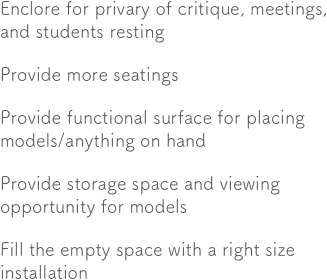 Enclore for privary of critique, meetings,
and students resting
Provide more seatings
Provide functional surface for placing
models/anything on hand
Provide storage space and viewing
opportunity for models
Fill the empty space with a right size
installation